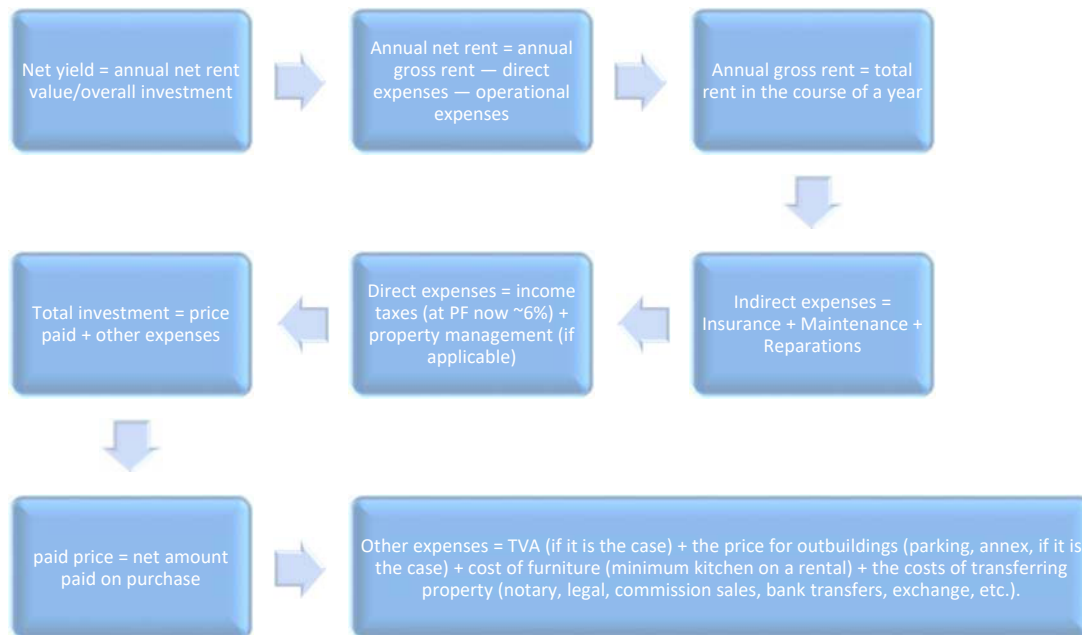 Net yield = annual net rent
value/overall investment
Annual net rent = annual
gross rent — direct
expenses — operational
expenses
Annual gross rent = total
rent in the course of a year
Indirect expenses =
Insurance + Maintenance +
Reparations
Direct expenses = income
taxes (at PF now ~6%) +
property management (if
applicable)
Total investment = price
paid + other expenses
paid price = net amount
paid on purchase
Other expenses = TVA (if it is the case) + the price for outbuildings (parking, annex, if it is
the case) + cost of furniture (minimum kitchen on a rental) + the costs of transferring
property (notary, legal, commission sales, bank transfers, exchange, etc.).